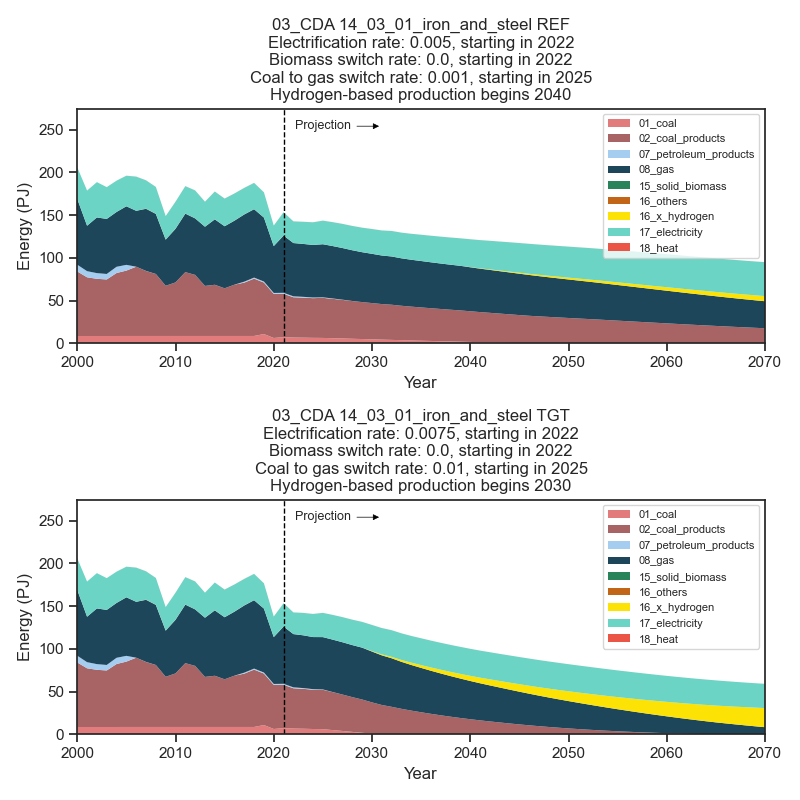 03_CDA 14_03_01_iron_and_steel REF
Electrification rate: 0.005, starting in 2022
Biomass switch rate: 0.0, starting in 2022
Coal to gas switch rate: 0.001, starting in 2025
Hydrogen-based production begins 2040
Projection
01_coal
02_coal_products
07_petroleum_products
08_gas
15_solid_biomass
16_others
16_x_hydrogen
17_electricity
18_heat
Energy (PJ)
250
200
150
100
50
0
2000 2010 2020 2030 2040 2050 2060 2070
Year
03_CDA 14_03_01_iron_and_steel TGT
Electrification rate: 0.0075, starting in 2022
Biomass switch rate: 0.0, starting in 2022
Coal to gas switch rate: 0.01, starting in 2025
Hydrogen-based production begins 2030
Projection
01_coal
02_coal_products
07_petroleum_products
08_gas
15_solid_biomass
16_others
16_x_hydrogen
17_electricity
18_heat
Energy (PJ)
250
200
150
100
50
0
2000 2010 2020 2030 2040 2050 2060 2070
Year